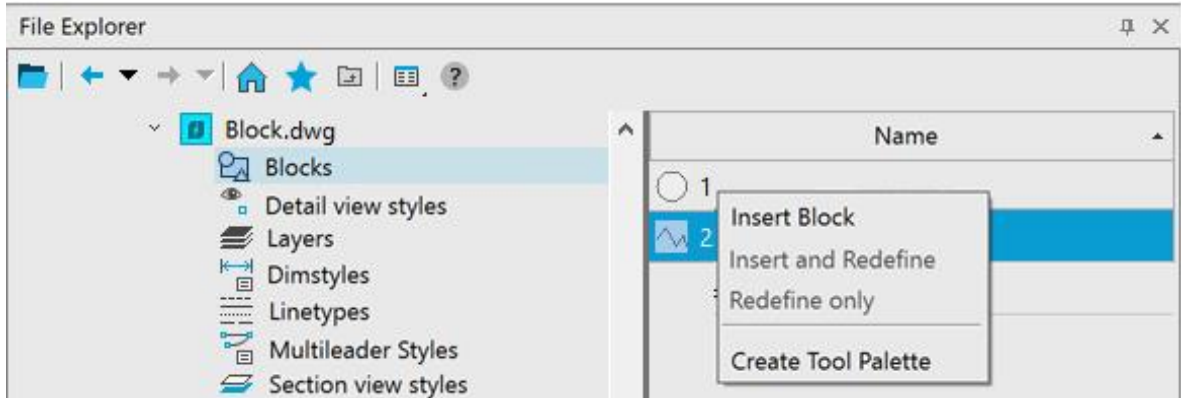 File Explorer
Block.dwg
Blocks
Detail view styles
Layers
Dimstyles
Linetypes
Multileader Styles
Section view styles
Name
1
2
Insert Block
Insert and Redefine
Redefine only
Create Tool Palette